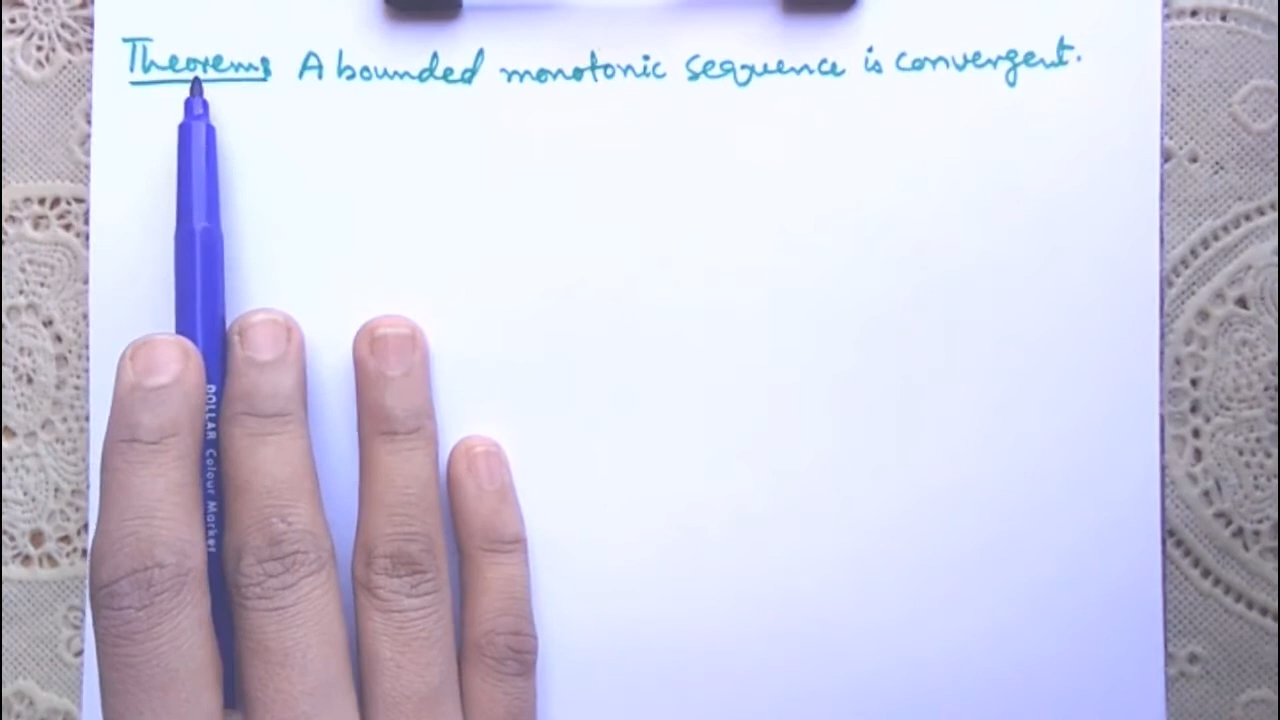 Theorem: A bounded monotonic sequence is convergent.
DOLLAR Colour Marker